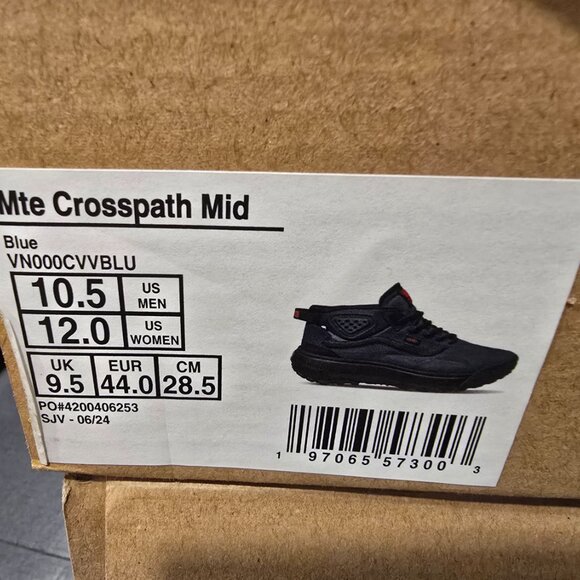 Mte Crosspath Mid
Blue
VN000CVVBLU
10.5 US MEN
12.0 US WOMEN
UK EUR CM
9.5 44.0 28.5
PO#4200406253
SJV - 06/24
1 97065 57300 3